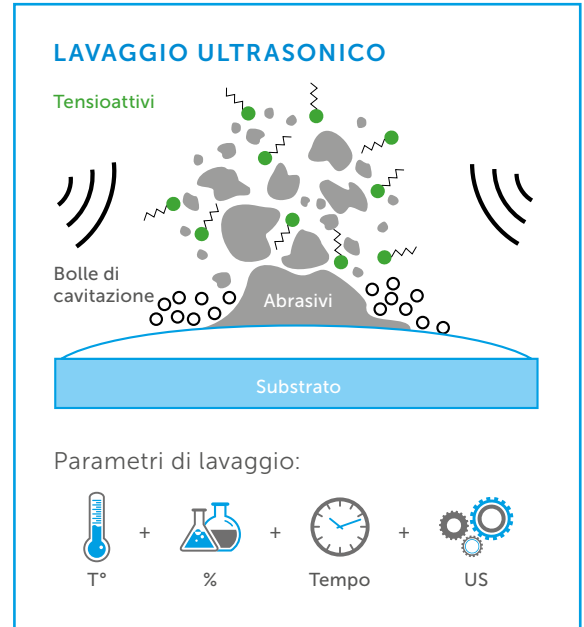 LAVAGGIO ULTRASONICO
Tensioattivi
Bolle di
cavitazione
Abrasivi
Substrato
Parametri di lavaggio:
+ + +
T° % Tempo US